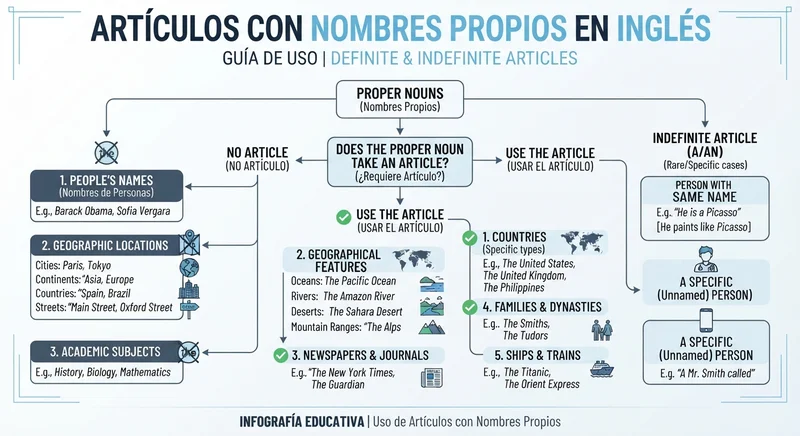 ARTÍCULOS CON NOMBRES PROPIOS EN INGLÉS
GUÍA DE USO | DEFINITE & INDEFINITE ARTICLES
PROPER NOUNS
(Nombres Propios)
the
NO ARTICLE
(NO ARTÍCULO)
DOES THE PROPER NOUN
TAKE AN ARTICLE?
(¿Requiere Artículo?)
USE THE ARTICLE
(USAR EL ARTÍCULO)
INDEFINITE ARTICLE
(A/AN)
(Rare/Specific cases)
1. PEOPLE'S NAMES
(Nombres de Personas)
E.g., Barack Obama, Sofia Vergara
2. GEOGRAPHIC LOCATIONS
Cities: Paris, Tokyo
Continents: "Asia, Europe
Countries: "Spain, Brazil
Streets: "Main Street, Oxford Street
3. ACADEMIC SUBJECTS
the
E.g., History, Biology, Mathematics
USE THE ARTICLE
(USAR EL ARTÍCULO)
2. GEOGRAPHICAL
FEATURES
Oceans: The Pacific Ocean
Rivers: The Amazon River
Deserts: The Sahara Desert
Mountain Ranges: "The Alps
3. NEWSPAPERS & JOURNALS
E.g., "The New York Times,
The Guardian
1. COUNTRIES
(Specific types)
E.g., The United States,
The United Kingdom,
The Philippines
4. FAMILIES & DYNASTIES
E.g.. The Smiths,
The Tudors
5. SHIPS & TRAINS
E.g., The Titanic,
The Orient Express
PERSON WITH
SAME NAME
E.g. "He is a Picasso"
[He paints like Picasso]
A SPECIFIC
(Unnamed) PERSON)
A SPECIFIC
(Unnamed) PERSON
E.g. "A Mr. Smith called"
INFOGRAFÍA EDUCATIVA | Uso de Artículos con Nombres Propios